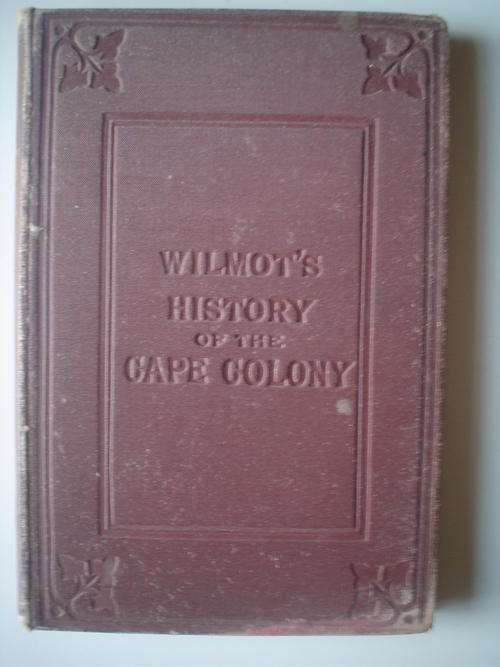 WILMOT'S
HISTORY
OF THE
CAPE COLONY